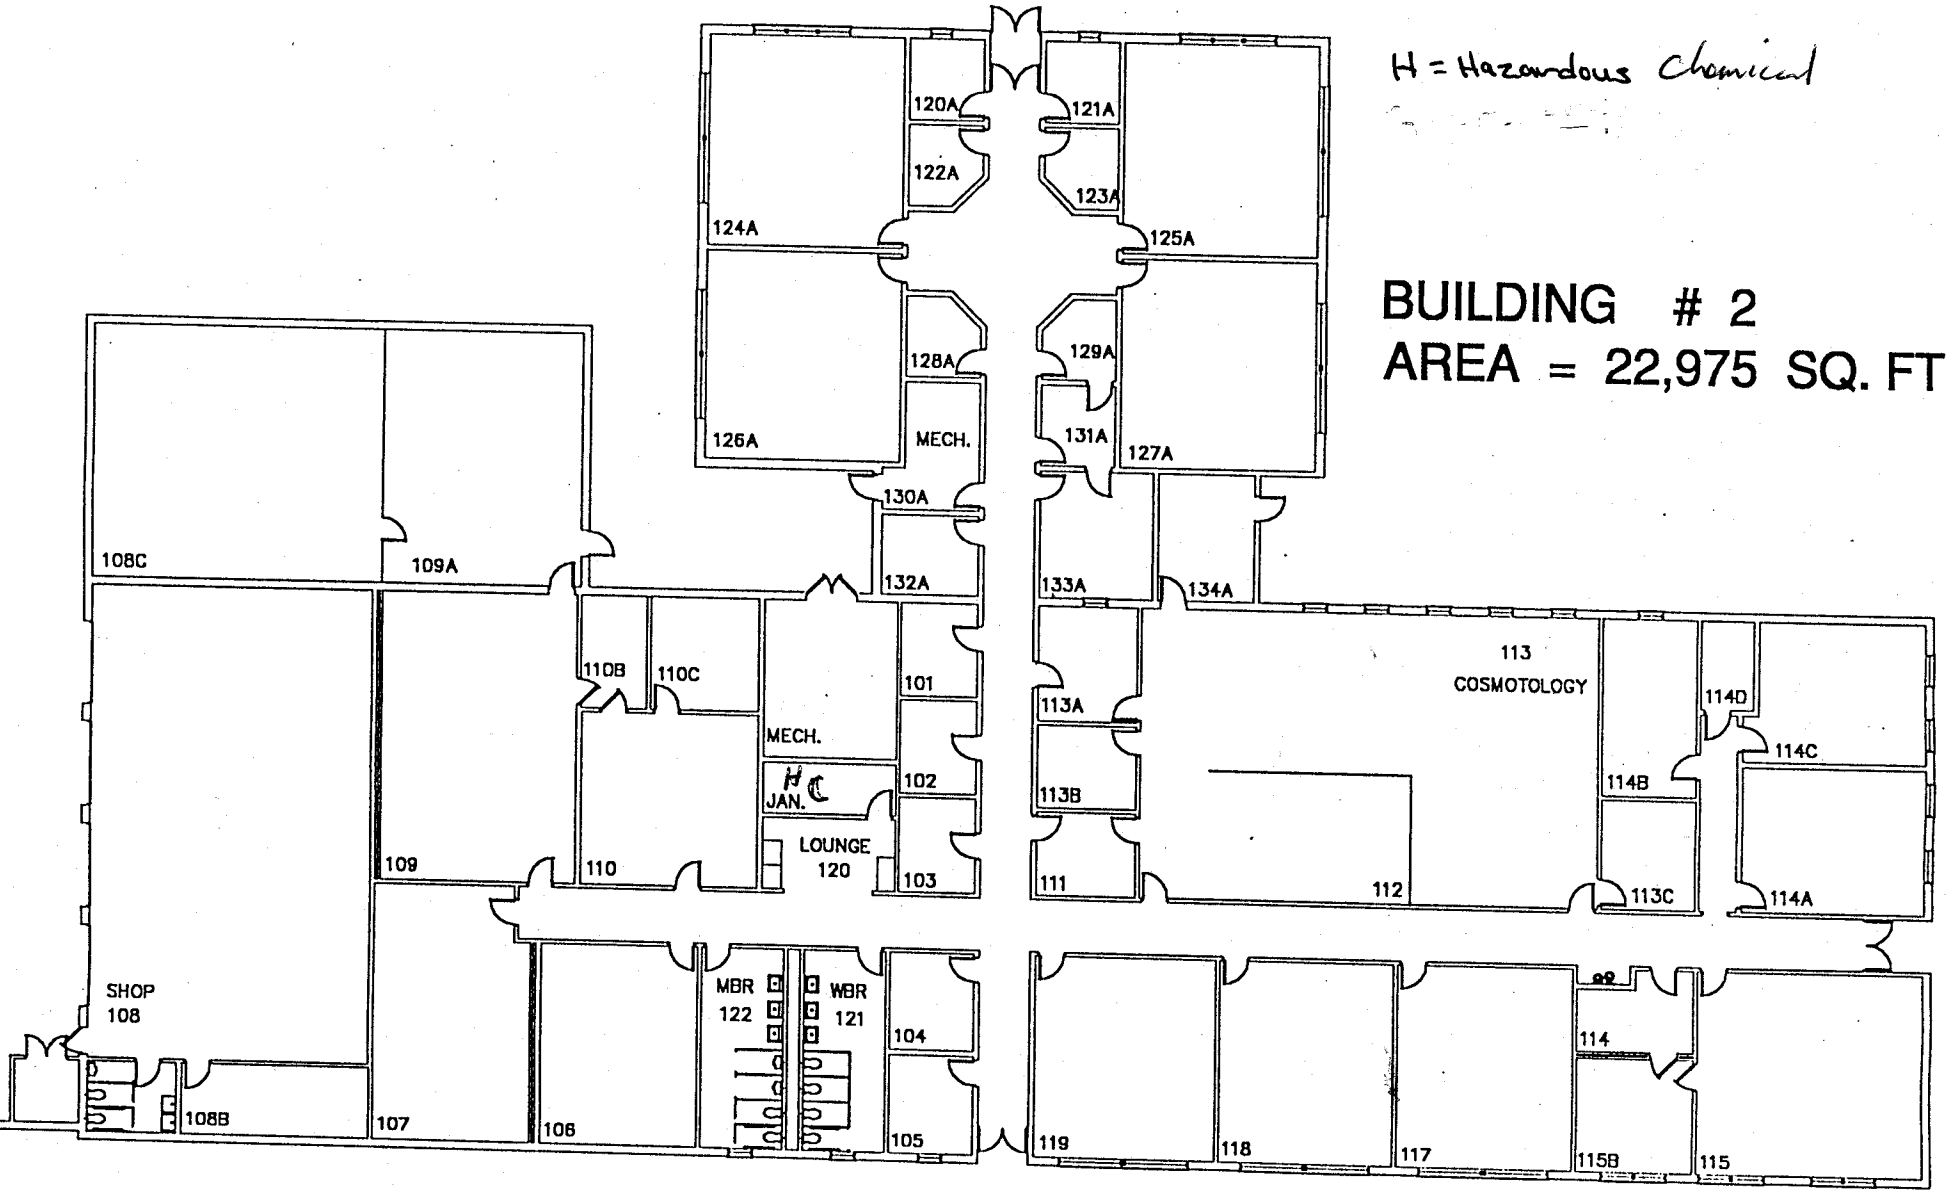 H = Hazardous Chemical
BUILDING # 2
AREA = 22,975 SQ. FT
120A
121A
122A
123A
124A
125A
128A
129A
126A
MECH.
131A
127A
130A
108C
109A
132A
133A
134A
110B
110C
101
113A
113
COSMOTOLOGY
114D
MECH.
102
113B
114B
114C
H C
JAN.
LOUNGE
120
109
110
103
111
112
113C
114A
SHOP
108
MBR
122
WBR
121
104
114
108B
107
106
105
119
118
117
115B
115